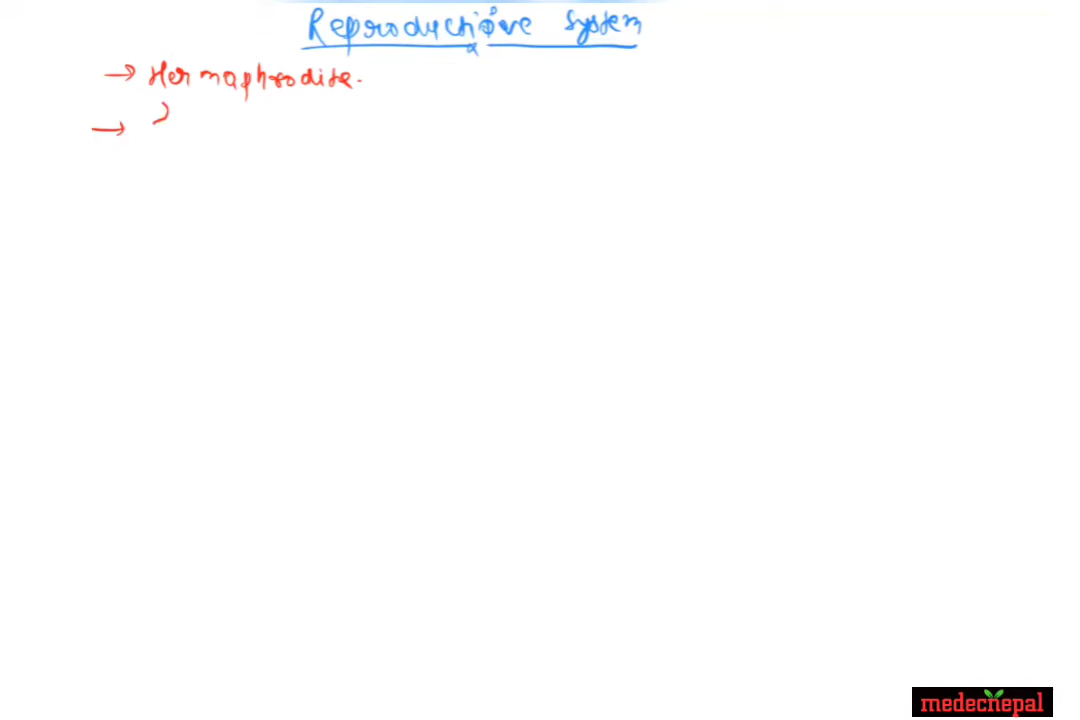 Reproductive System
→ Hermaphrodite.
→
medecnepal